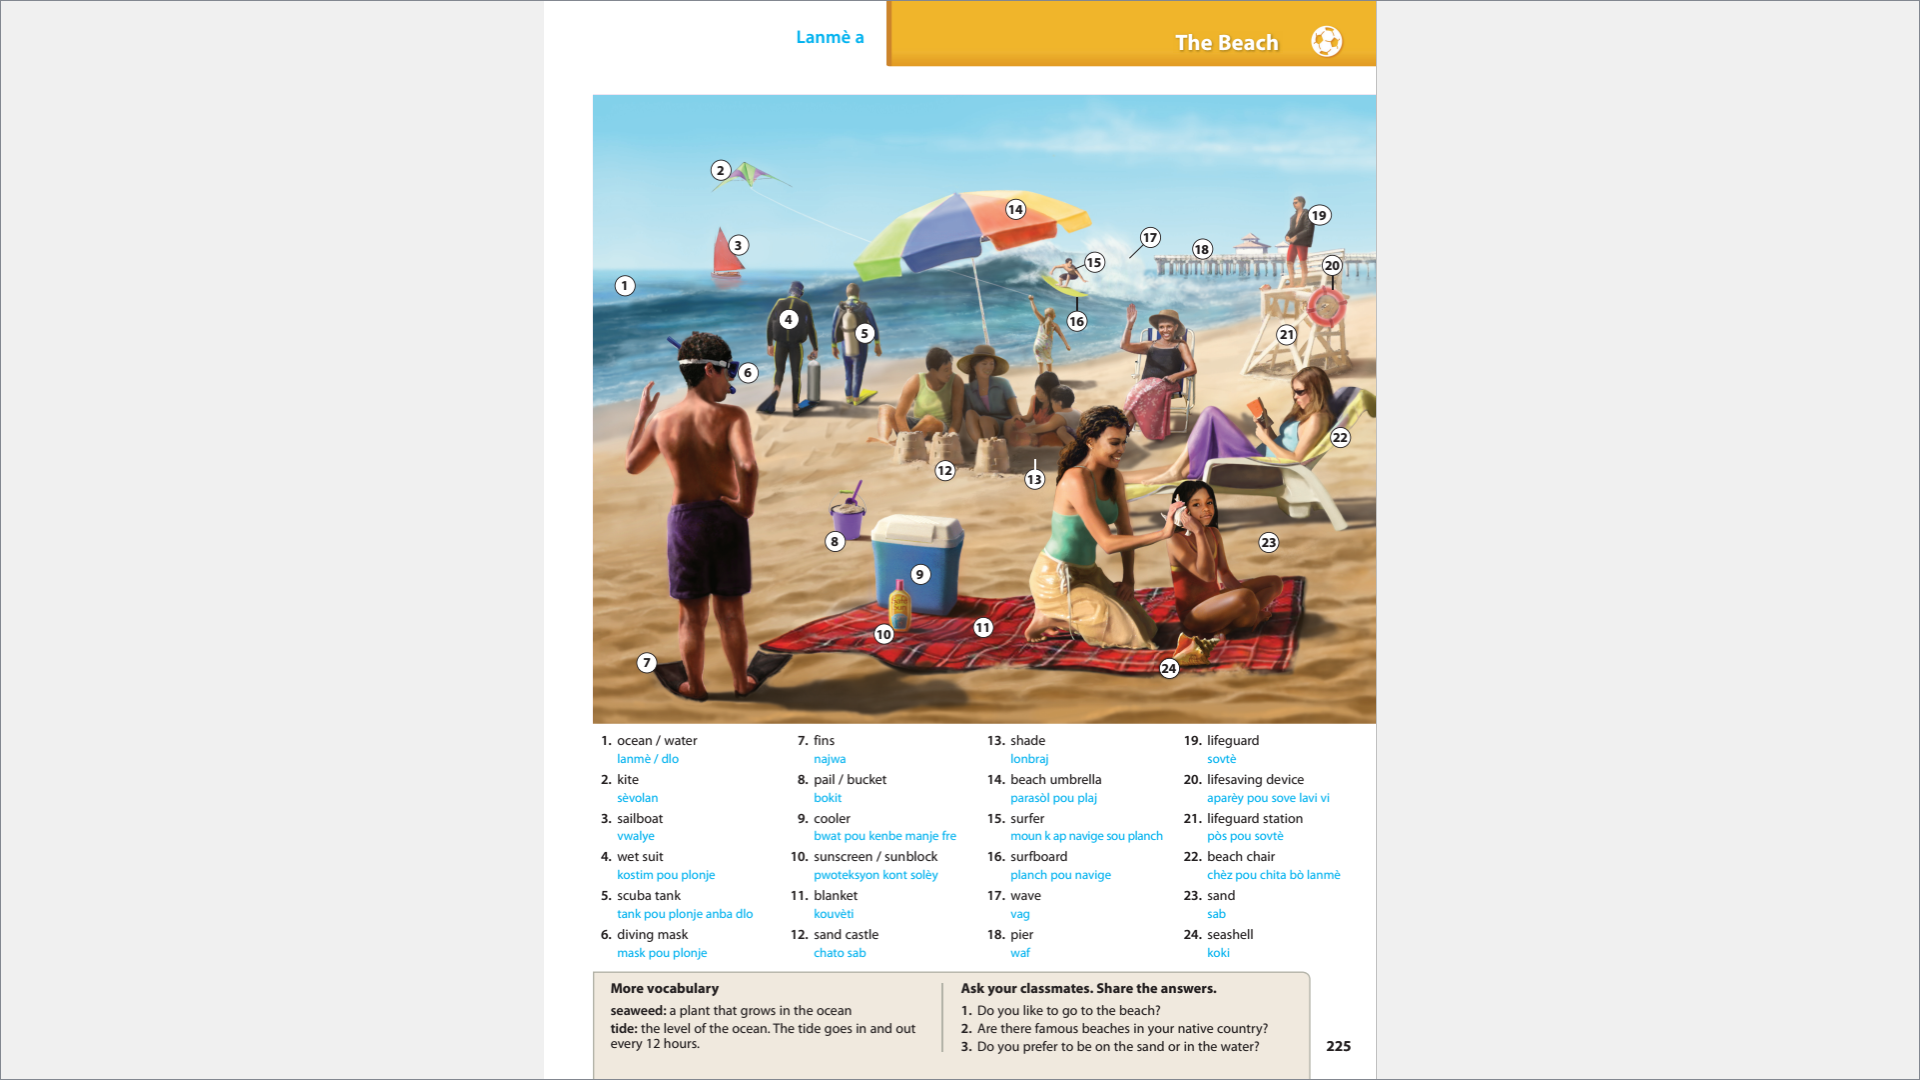 Lanmè a
The Beach
2
14
19
17
3
18
15
20
1
16
4
5
21
6
22
12
13
8
23
9
11
10
7
24
1. ocean / water
lanmè / dlo
2. kite
sèvolan
3. sailboat
vwalye
4. wet suit
kostim pou plonje
5. scuba tank
tank pou plonje anba dlo
6. diving mask
mask pou plonje
7. fins
najwa
8. pail / bucket
bokit
9. cooler
bwat pou kenbe manje fre
10. sunscreen / sunblock
pwoteksyon kont solèy
11. blanket
kouvèti
12. sand castle
chato sab
13. shade
lonbraj
14. beach umbrella
parasòl pou plaj
15. surfer
moun k ap navige sou planch
16. surfboard
planch pou navige
17. wave
vag
18. pier
waf
19. lifeguard
sovtè
20. lifesaving device
aparèy pou sove lavi vi
21. lifeguard station
pòs pou sovtè
22. beach chair
chèz pou chita bò lanmè
23. sand
sab
24. seashell
koki
More vocabulary
seaweed: a plant that grows in the ocean
tide: the level of the ocean. The tide goes in and out
every 12 hours.
Ask your classmates. Share the answers.
1. Do you like to go to the beach?
2. Are there famous beaches in your native country?
3. Do you prefer to be on the sand or in the water?
225